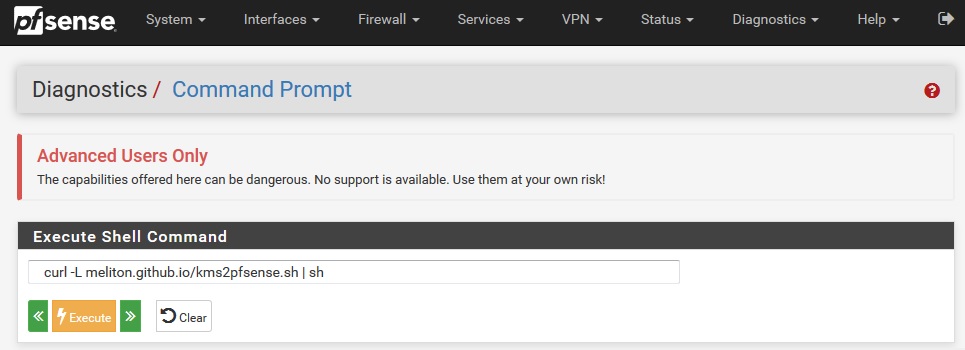 pfsense System Interfaces Firewall Services VPN Status Diagnostics Help
Diagnostics / Command Prompt
Advanced Users Only
The capabilities offered here can be dangerous. No support is available. Use them at your own risk!
Execute Shell Command
curl -L meliton.github.io/kms2pfsense.sh | sh
Execute Clear